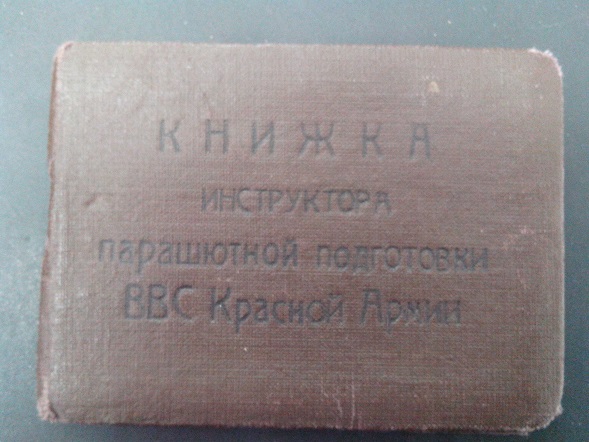 КНИЖКА
ИНСТРУКТОРА
парашютной подготовки
ВВС Красной Армии